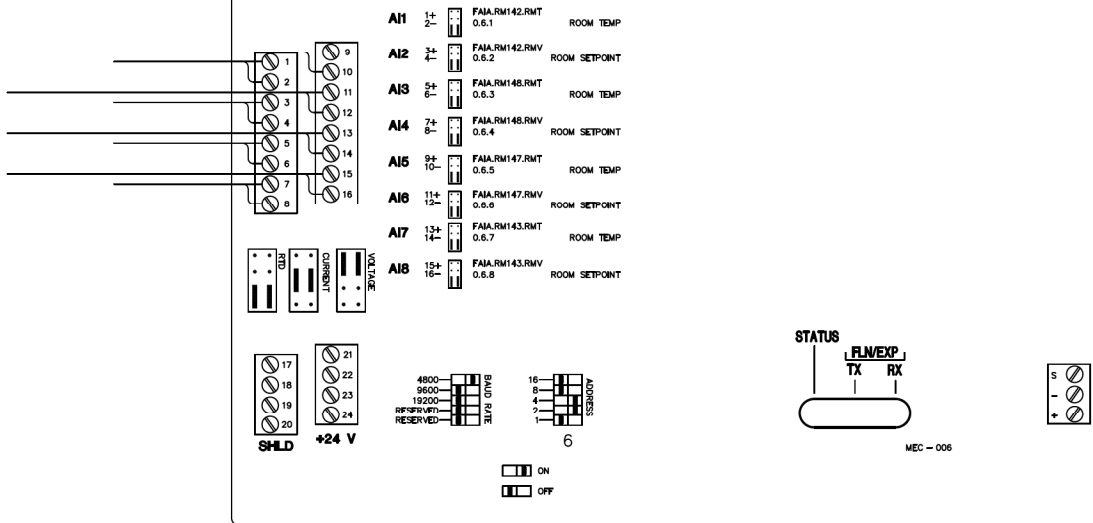 AI1 1+ 2− FAIA.RM142.RMT 0.6.1 ROOM TEMP
AI2 3+ 4− FAIA.RM142.RMV 0.6.2 ROOM SETPOINT
AI3 5+ 6− FAIA.RM148.RMT 0.6.3 ROOM TEMP
AI4 7+ 8− FAIA.RM148.RMV 0.6.4 ROOM SETPOINT
AI5 9+ 10− FAIA.RM147.RMT 0.6.5 ROOM TEMP
AI6 11+ 12− FAIA.RM147.RMV 0.6.6 ROOM SETPOINT
AI7 13+ 14− FAIA.RM143.RMT 0.6.7 ROOM TEMP
AI8 15+ 16− FAIA.RM143.RMV 0.6.8 ROOM SETPOINT
1
2
3
4
5
6
7
8
9
10
11
12
13
14
15
16
RTD
CURRENT
VOLTAGE
17
18
19
20
SHLD
21
22
23
24
+24 V
4800
9600
19200
RESERVED
RESERVED
BAUD RATE
16
8
4
2
1
ADDRESS
6
ON
OFF
STATUS
FLN/EXP
TX RX
MEC − 006
S
−
+